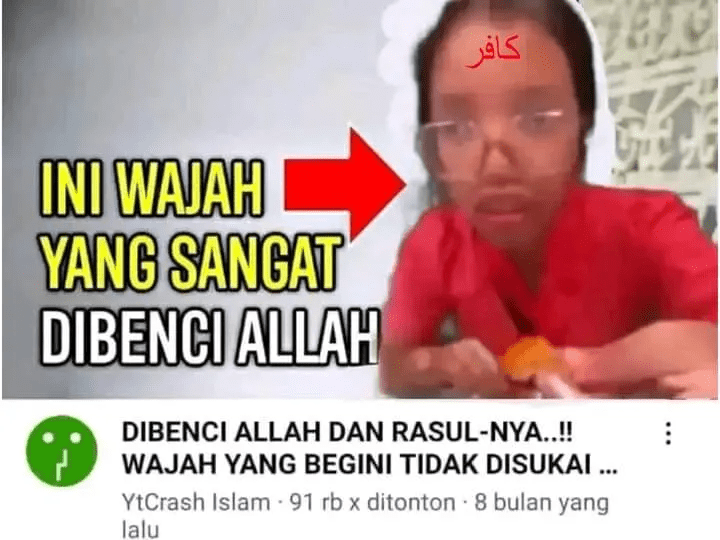 كافر
INI WAJAH
YANG SANGAT
DIBENCI ALLAH
DIBENCI ALLAH DAN RASUL-NYA..!!
WAJAH YANG BEGINI TIDAK DISUKAI ...
YtCrash Islam · 91 rb x ditonton · 8 bulan yang
lalu